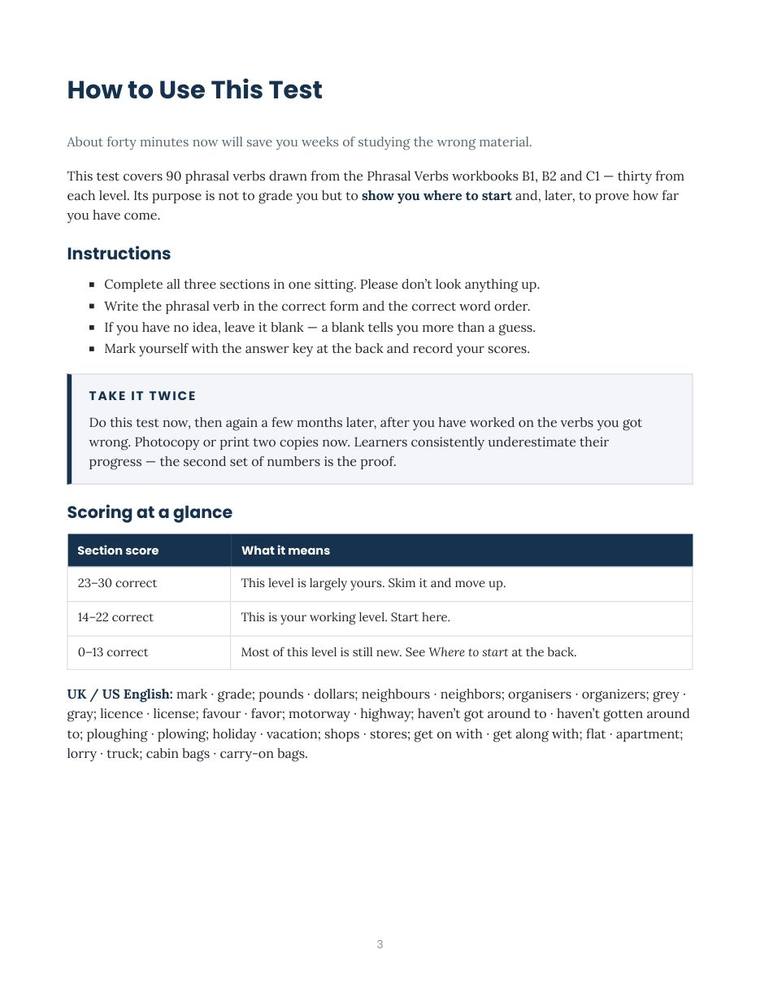 How to Use This Test
About forty minutes now will save you weeks of studying the wrong material.
This test covers 90 phrasal verbs drawn from the Phrasal Verbs workbooks B1, B2 and C1 — thirty from
each level. Its purpose is not to grade you but to show you where to start and, later, to prove how far
you have come.
Instructions
▪ Complete all three sections in one sitting. Please don’t look anything up.
▪ Write the phrasal verb in the correct form and the correct word order.
▪ If you have no idea, leave it blank — a blank tells you more than a guess.
▪ Mark yourself with the answer key at the back and record your scores.
TAKE IT TWICE
Do this test now, then again a few months later, after you have worked on the verbs you got
wrong. Photocopy or print two copies now. Learners consistently underestimate their
progress — the second set of numbers is the proof.
Scoring at a glance
Section score What it means
23–30 correct This level is largely yours. Skim it and move up.
14–22 correct This is your working level. Start here.
0–13 correct Most of this level is still new. See Where to start at the back.
UK / US English: mark · grade; pounds · dollars; neighbours · neighbors; organisers · organizers; grey ·
gray; licence · license; favour · favor; motorway · highway; haven’t got around to · haven’t gotten around
to; ploughing · plowing; holiday · vacation; shops · stores; get on with · get along with; flat · apartment;
lorry · truck; cabin bags · carry-on bags.
3